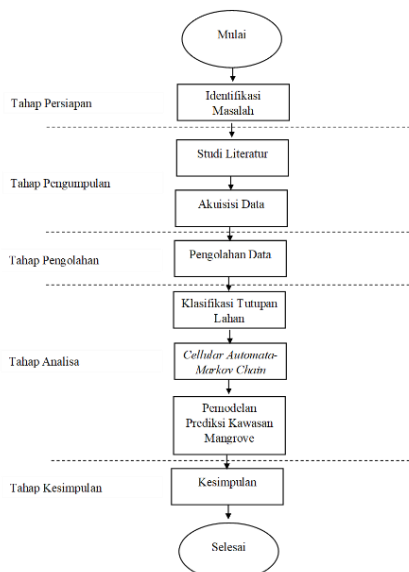 Mulai
Tahap Persiapan
Identifikasi
Masalah
Studi Literatur
Tahap Pengumpulan
Akuisisi Data
Tahap Pengolahan
Pengolahan Data
Klasifikasi Tutupan
Lahan
Tahap Analisa
Cellular Automata-
Markov Chain
Pemodelan
Prediksi Kawasan
Mangrove
Tahap Kesimpulan
Kesimpulan
Selesai